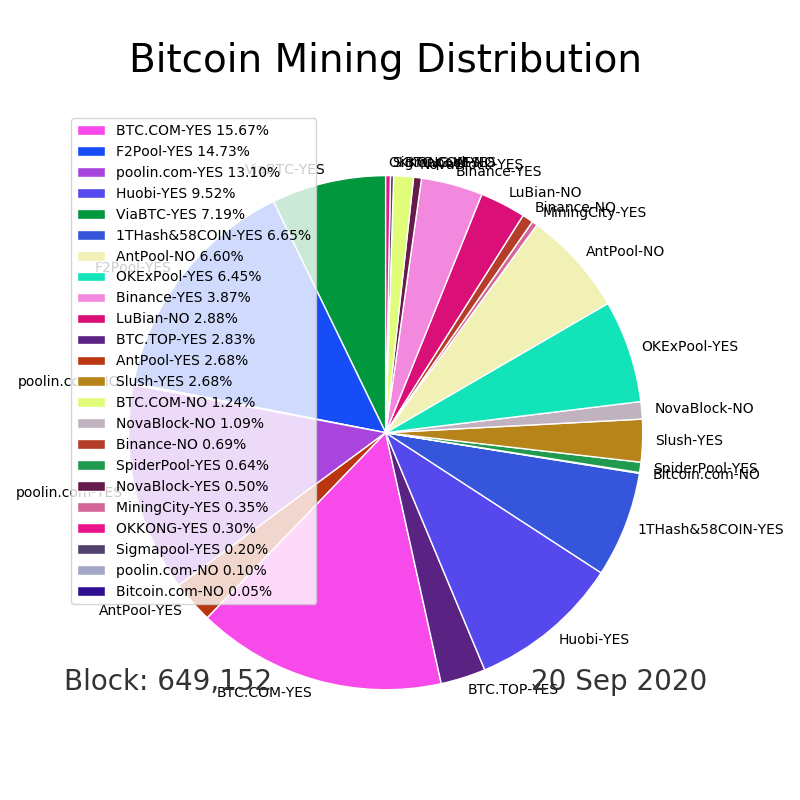 Bitcoin Mining Distribution
BTC.COM-YES 15.67%
F2Pool-YES 14.73%
poolin.com-YES 13.10%
Huobi-YES 9.52%
ViaBTC-YES 7.19%
1THash&58COIN-YES 6.65%
AntPool-NO 6.60%
OKExPool-YES 6.45%
Binance-YES 3.87%
LuBian-NO 2.88%
BTC.TOP-YES 2.83%
AntPool-YES 2.68%
Slush-YES 2.68%
BTC.COM-NO 1.24%
NovaBlock-NO 1.09%
Binance-NO 0.69%
SpiderPool-YES 0.64%
NovaBlock-YES 0.50%
MiningCity-YES 0.35%
OKKONG-YES 0.30%
Sigmapool-YES 0.20%
poolin.com-NO 0.10%
Bitcoin.com-NO 0.05%
Binance-YES
LuBian-NO
Binance-NO
MiningCity-YES
AntPool-NO
OKExPool-YES
NovaBlock-NO
Slush-YES
SpiderPool-YES
Bitcoin.com-NO
1THash&58COIN-YES
Huobi-YES
BTC.TOP-YES
BTC.COM-YES
AntPool-YES
poolin.com-YES
F2Pool-YES
ViaBTC-YES
Block: 649,152
20 Sep 2020